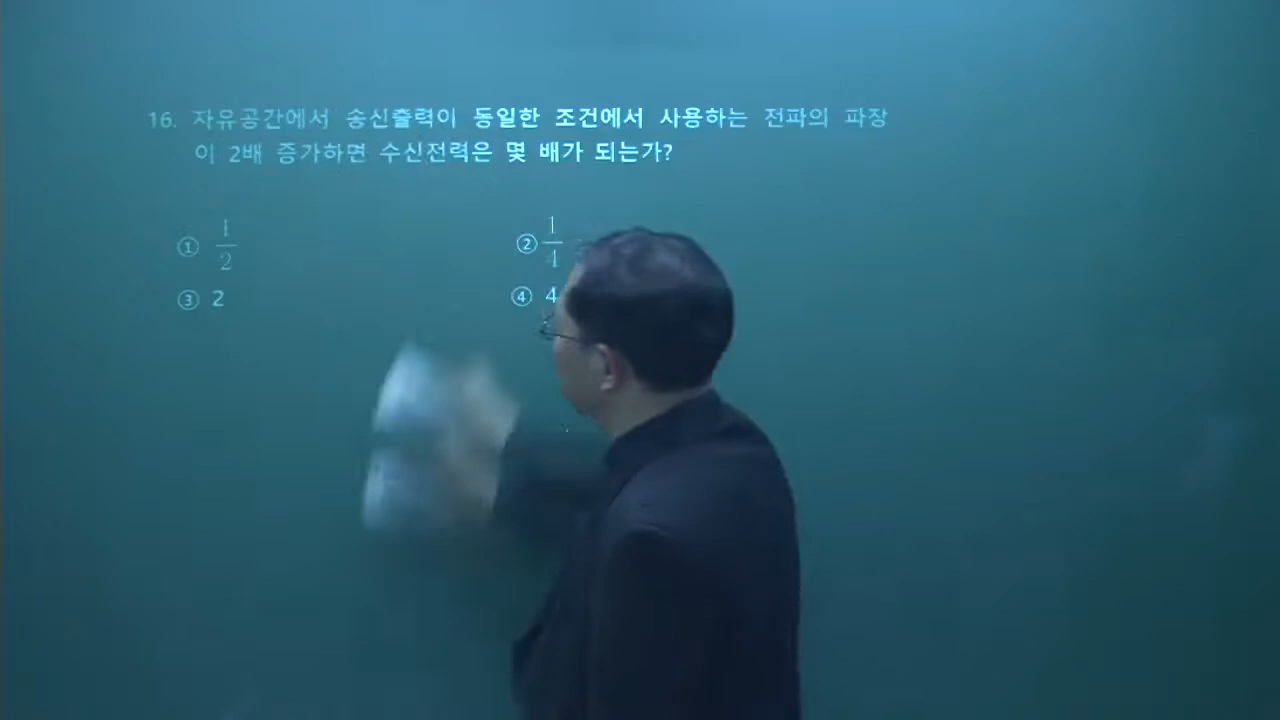 16. 자유공간에서 송신출력이 동일한 조건에서 사용하는 전파의 파장
이 2배 증가하면 수신전력은 몇 배가 되는가?
① 1/2 ② 1/4
③ 2 ④ 4